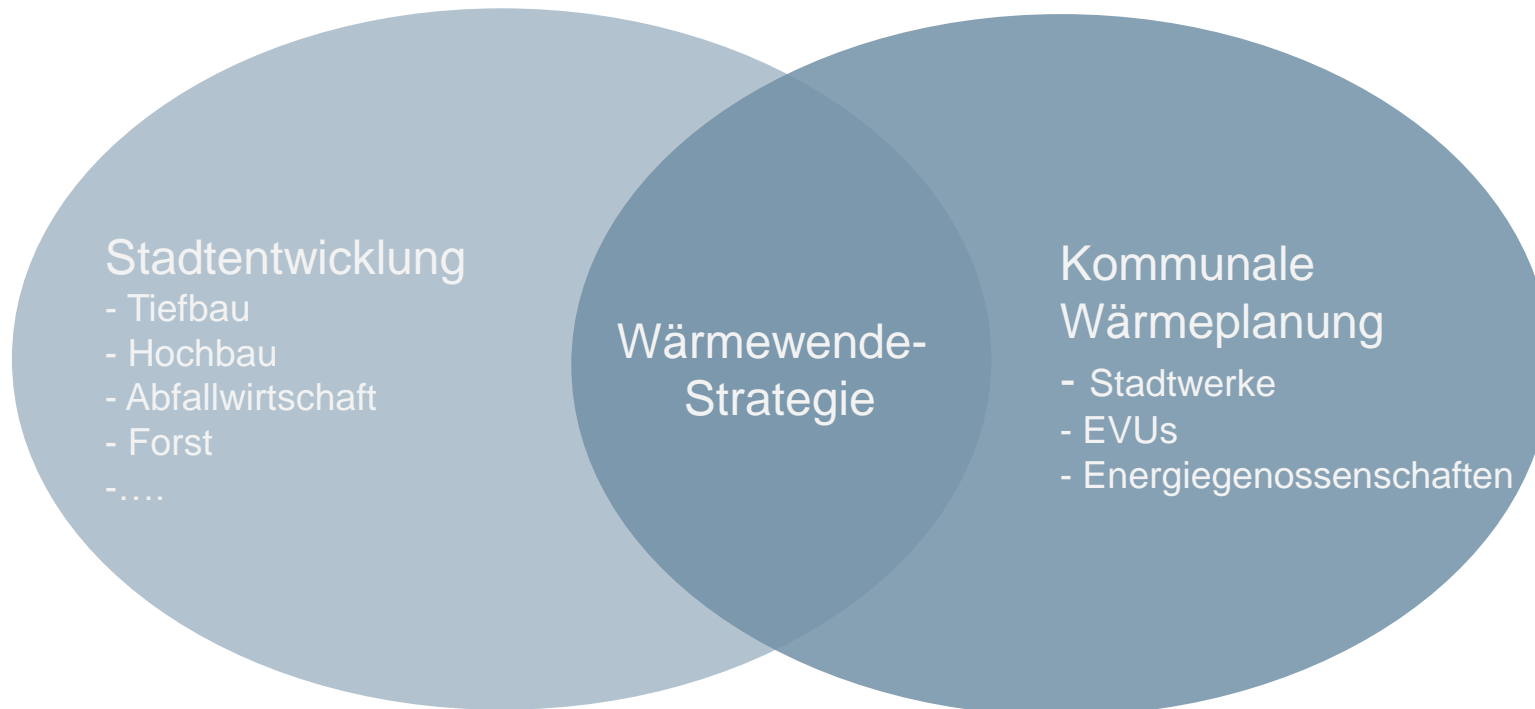 Stadtentwicklung
- Tiefbau
- Hochbau
- Abfallwirtschaft
- Forst
-....
Wärmewende-
Strategie
Kommunale
Wärmeplanung
- Stadtwerke
- EVUs
- Energiegenossenschaften